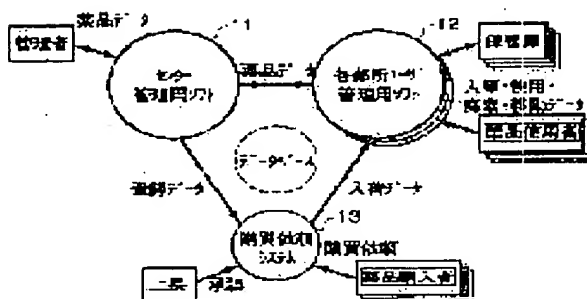 薬品データ
11
12
管理者
センター
管理用ソフト
薬品データ
各部所ユーザ
管理用ソフト
保管庫
入庫・使用・
廃棄・移動データ
薬品使用者
データベース
登録データ
入荷データ
13
購買依頼
システム
購買依頼
上長
承認
薬品購入者